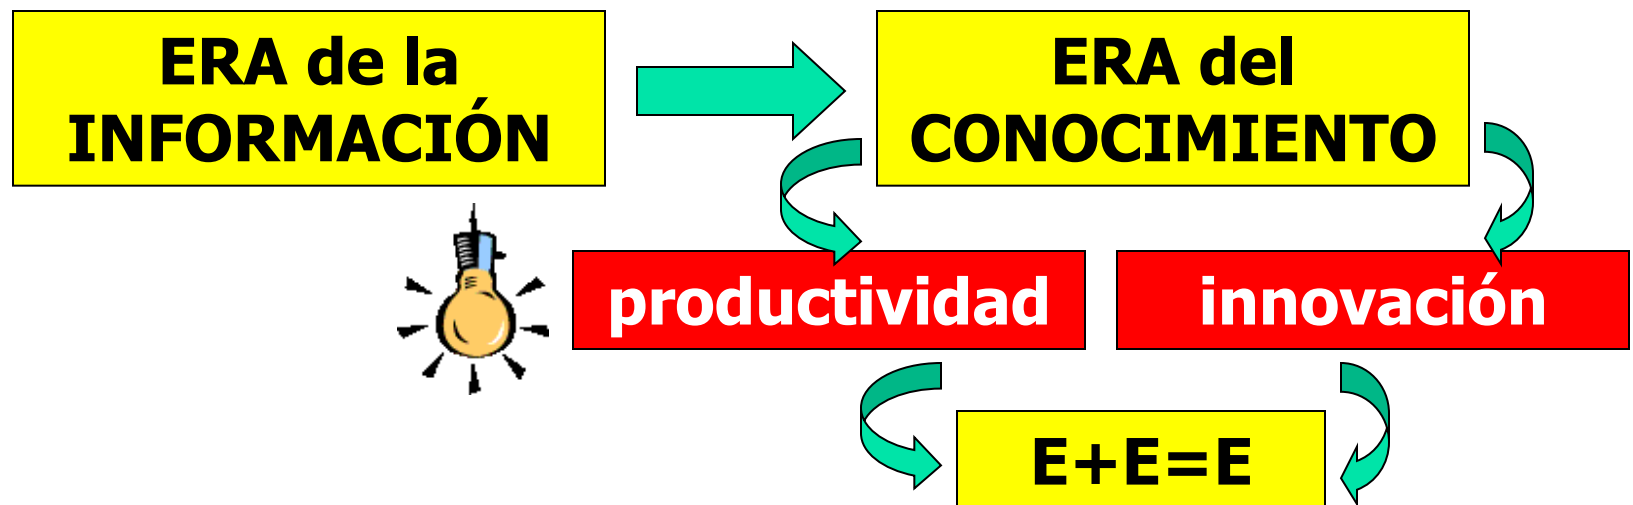 ERA de la
INFORMACIÓN
ERA del
CONOCIMIENTO
productividad
innovación
E+E=E